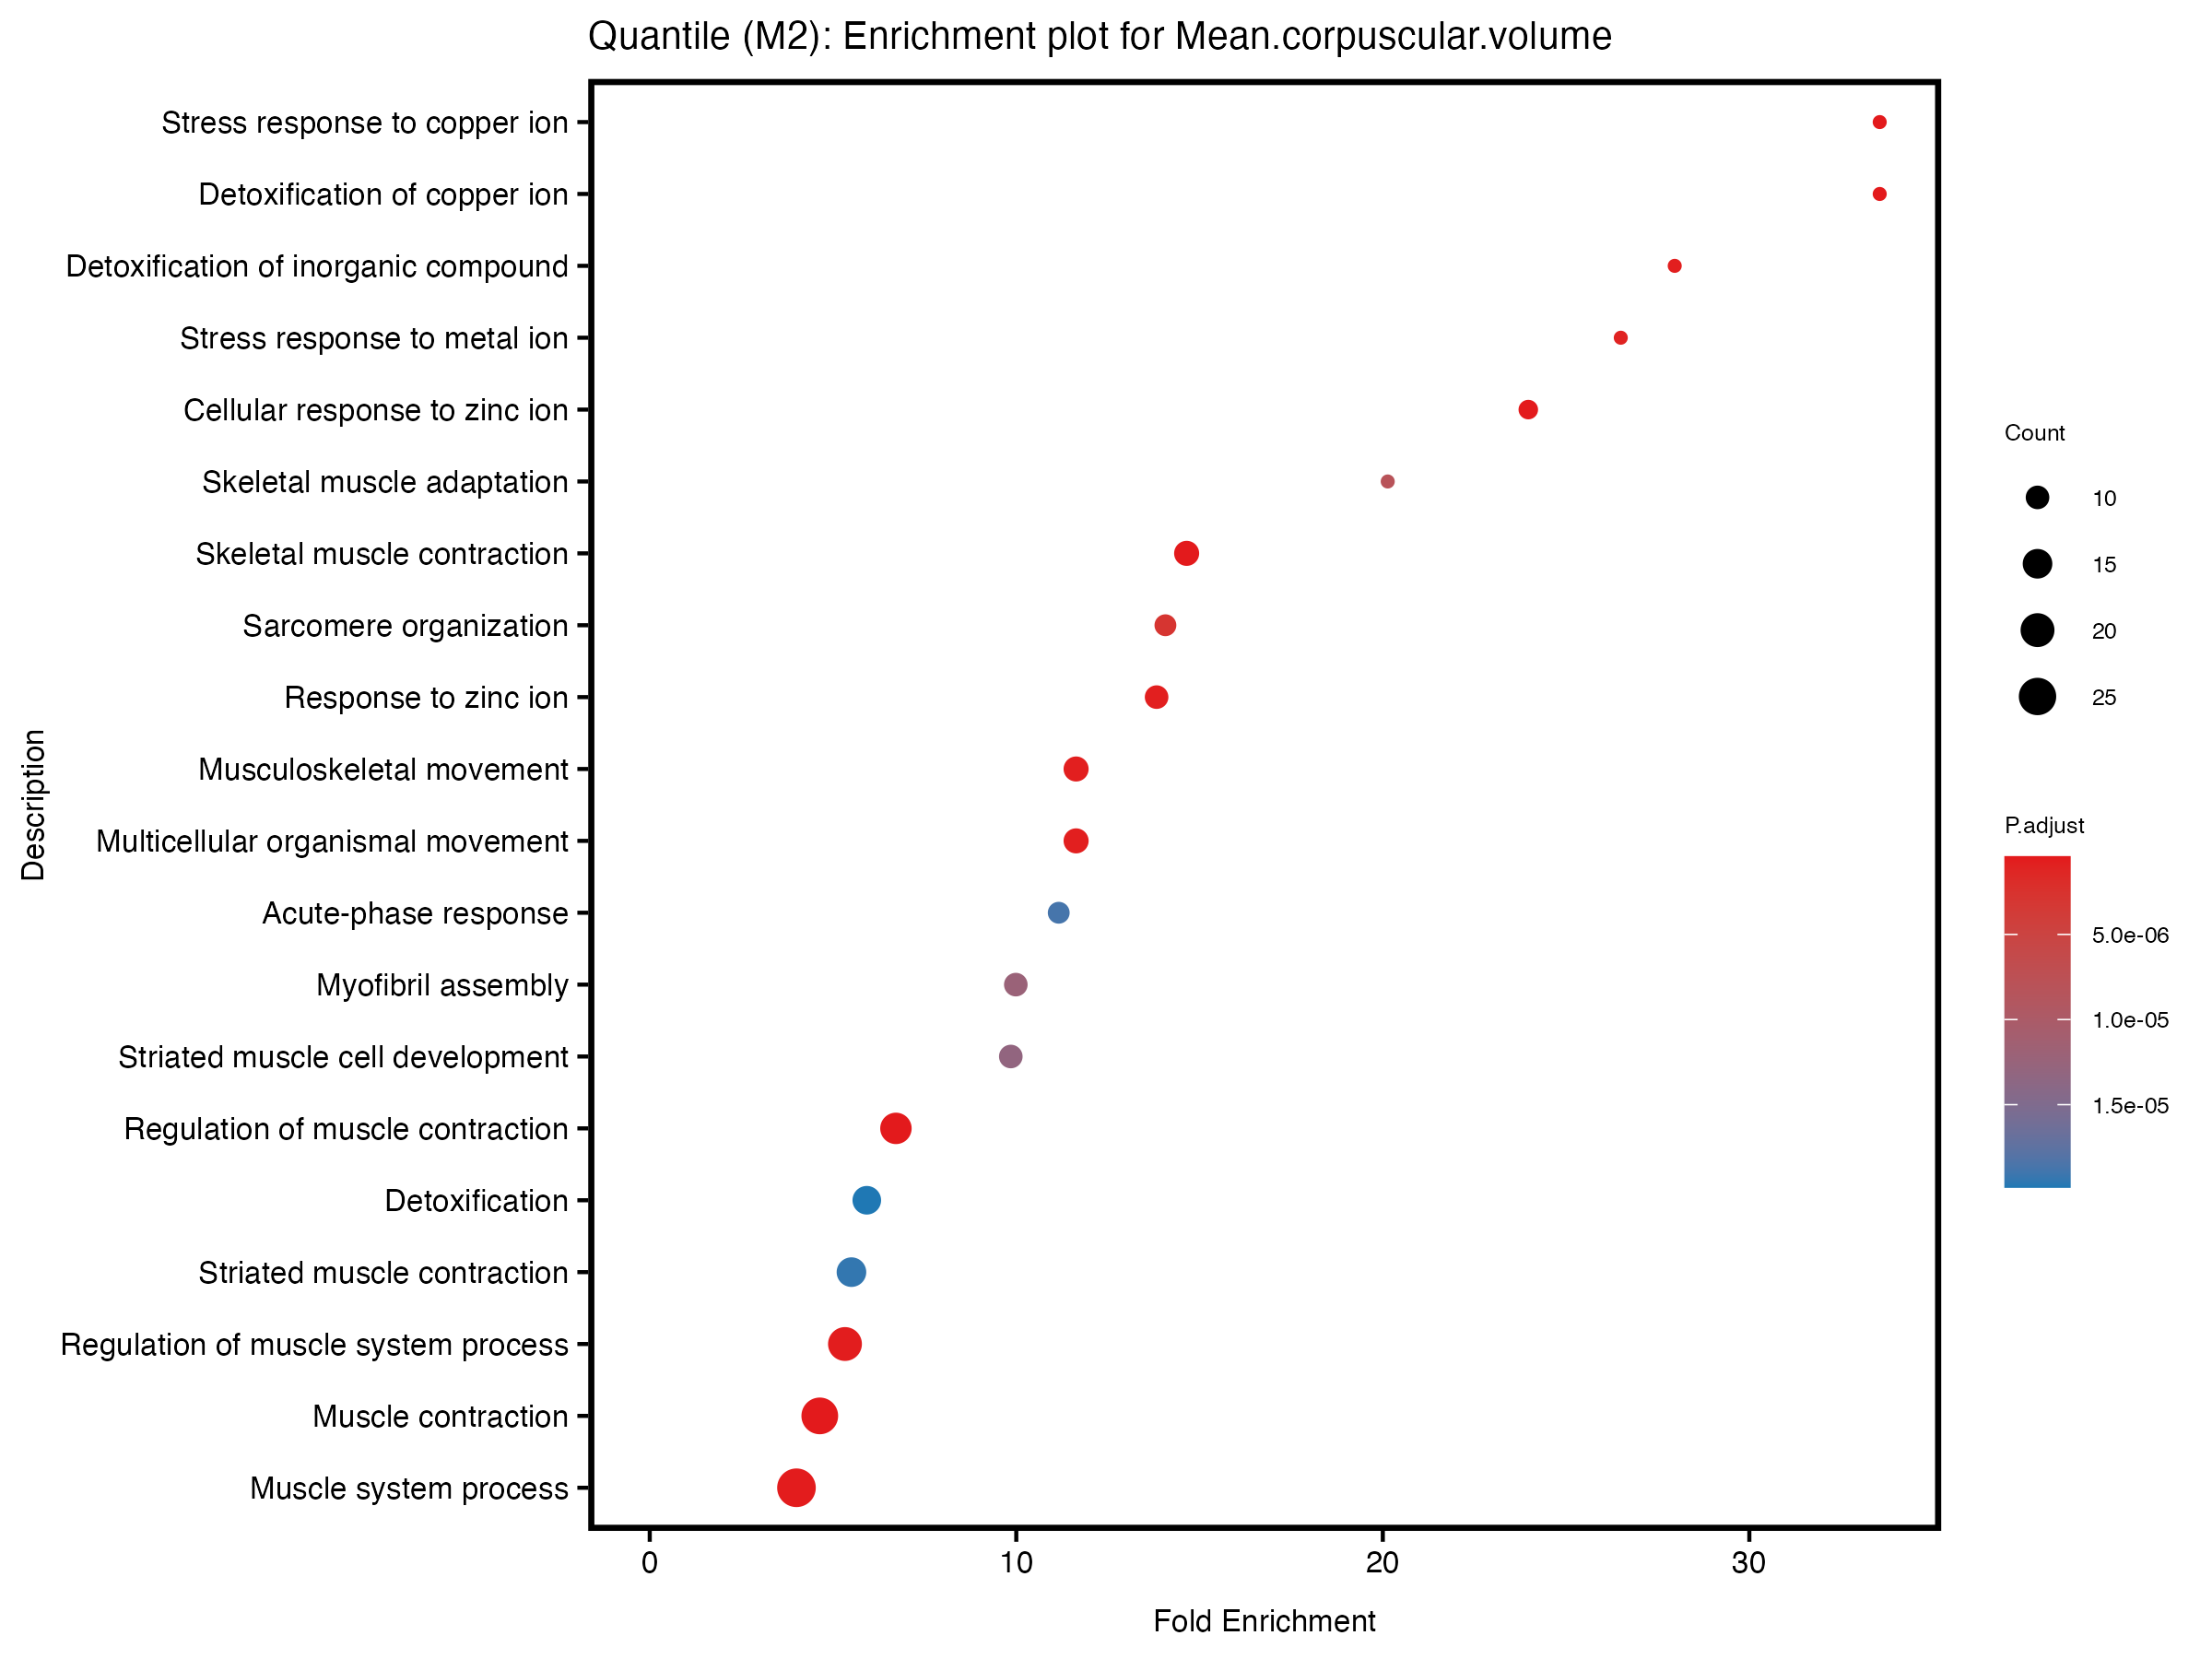 Quantile (M2): Enrichment plot for Mean.corpuscular.volume
Description
Stress response to copper ion
Detoxification of copper ion
Detoxification of inorganic compound
Stress response to metal ion
Cellular response to zinc ion
Skeletal muscle adaptation
Skeletal muscle contraction
Sarcomere organization
Response to zinc ion
Musculoskeletal movement
Multicellular organismal movement
Acute-phase response
Myofibril assembly
Striated muscle cell development
Regulation of muscle contraction
Detoxification
Striated muscle contraction
Regulation of muscle system process
Muscle contraction
Muscle system process
0 10 20 30
Fold Enrichment
Count
10
15
20
25
P.adjust
5.0e-06
1.0e-05
1.5e-05